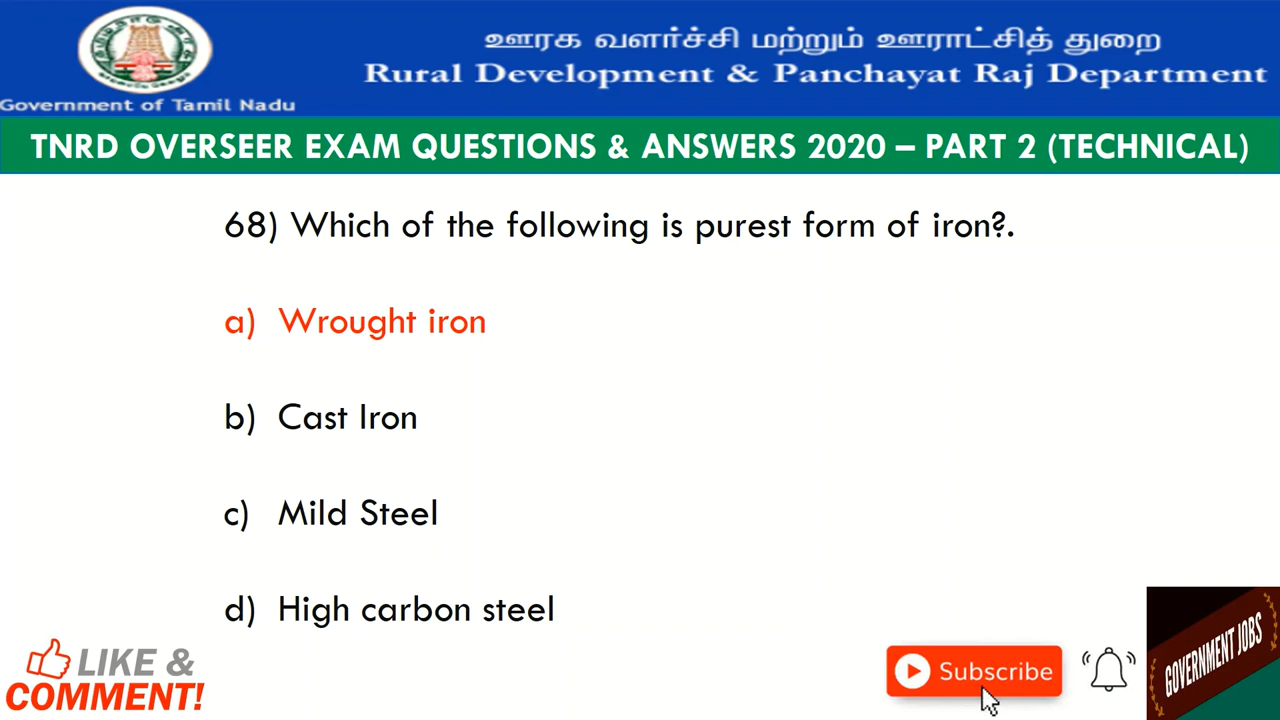 ஊரக வளர்ச்சி மற்றும் ஊராட்சித் துறை
Rural Development & Panchayat Raj Department
Government of Tamil Nadu
TNRD OVERSEER EXAM QUESTIONS & ANSWERS 2020 – PART 2 (TECHNICAL)
68) Which of the following is purest form of iron?.
a) Wrought iron
b) Cast Iron
c) Mild Steel
d) High carbon steel
LIKE &
COMMENT!
Subscribe
GOVERNMENT JOBS